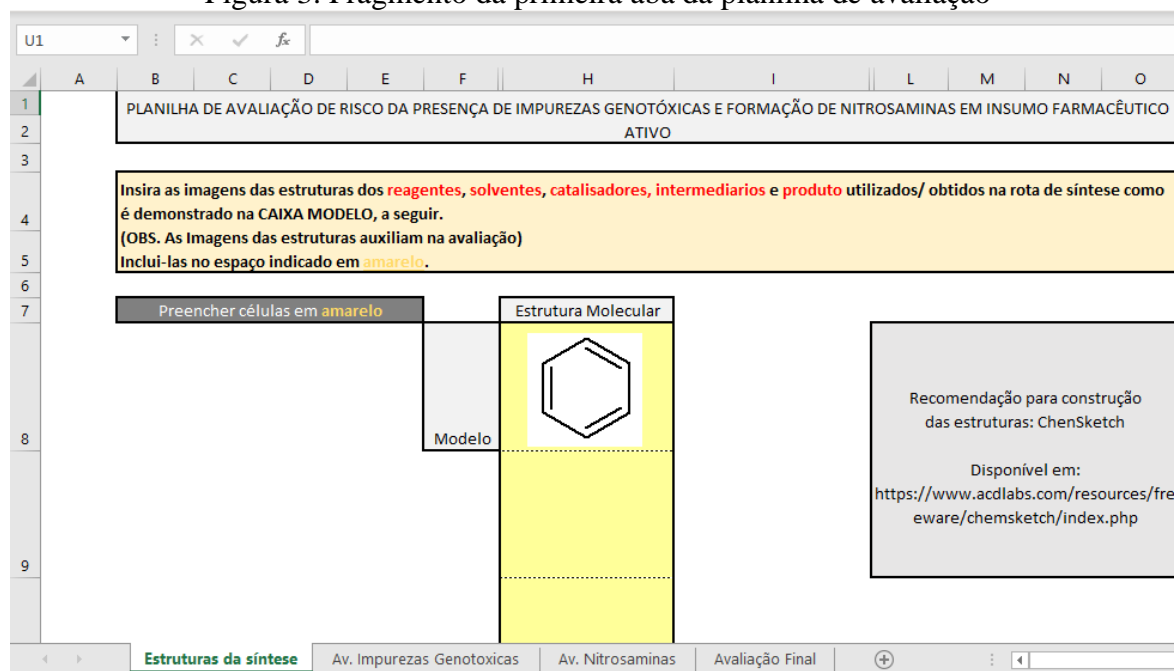 Figura 3. Fragmento da primeira aba da planilha de avaliação
U1
fx
A B C D E F H I L M N O
1
PLANILHA DE AVALIAÇÃO DE RISCO DA PRESENÇA DE IMPUREZAS GENOTÓXICAS E FORMAÇÃO DE NITROSAMINAS EM INSUMO FARMACÊUTICO
2
ATIVO
3
Insira as imagens das estruturas dos reagentes, solventes, catalisadores, intermediarios e produto utilizados/ obtidos na rota de síntese como
4
é demonstrado na CAIXA MODELO, a seguir.
(OBS. As Imagens das estruturas auxiliam na avaliação)
5
Inclui-las no espaço indicado em amarelo.
6
7
Preencher células em amarelo
Estrutura Molecular
8
Modelo
Recomendação para construção
das estruturas: ChenSketch
Disponível em:
https://www.acdlabs.com/resources/fre
eware/chemsketch/index.php
9
Estruturas da síntese
Av. Impurezas Genotoxicas
Av. Nitrosaminas
Avaliação Final